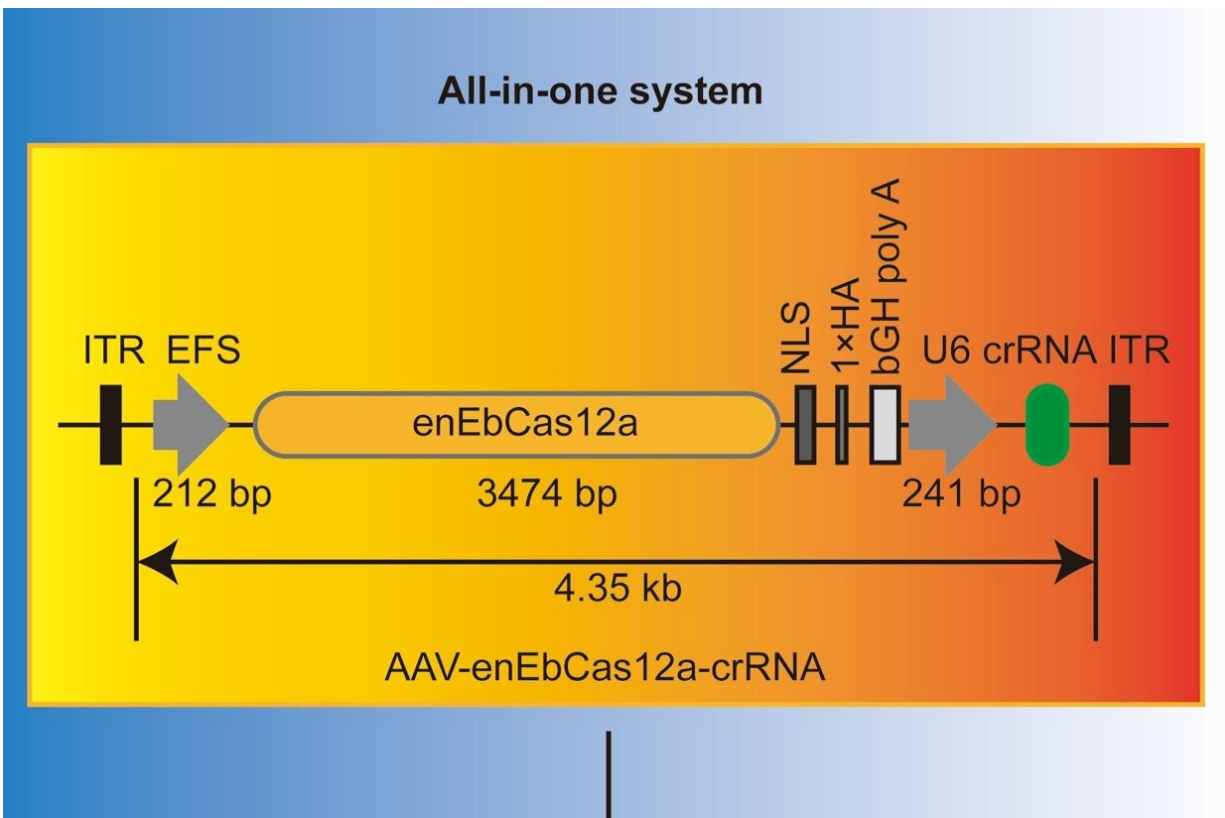 All-in-one system
NLS
1×HA
bGH poly A
ITR EFS U6 crRNA ITR
enEbCas12a
212 bp 3474 bp 241 bp
4.35 kb
AAV-enEbCas12a-crRNA